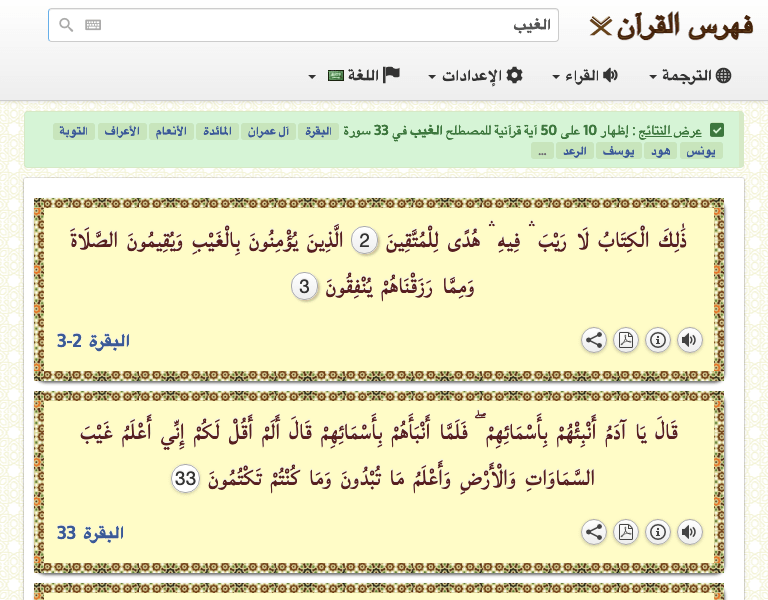 فهرس القرآن
الغيب
الترجمة
القراء
الإعدادات
اللغة
عرض النتائج : إظهار 10 على 50 آية قرآنية للمصطلح الغيب في 33 سورة البقرة آل عمران المائدة الأنعام الأعراف التوبة
يونس هود يوسف الرعد ...
ذَٰلِكَ الْكِتَابُ لَا رَيْبَ ۛ فِيهِ ۛ هُدًى لِلْمُتَّقِينَ 2 الَّذِينَ يُؤْمِنُونَ بِالْغَيْبِ وَيُقِيمُونَ الصَّلَاةَ
وَمِمَّا رَزَقْنَاهُمْ يُنْفِقُونَ 3
البقرة 2-3
قَالَ يَا آدَمُ أَنْبِئْهُمْ بِأَسْمَائِهِمْ ۖ فَلَمَّا أَنْبَأَهُمْ بِأَسْمَائِهِمْ قَالَ أَلَمْ أَقُلْ لَكُمْ إِنِّي أَعْلَمُ غَيْبَ
السَّمَاوَاتِ وَالْأَرْضِ وَأَعْلَمُ مَا تُبْدُونَ وَمَا كُنْتُمْ تَكْتُمُونَ 33
البقرة 33